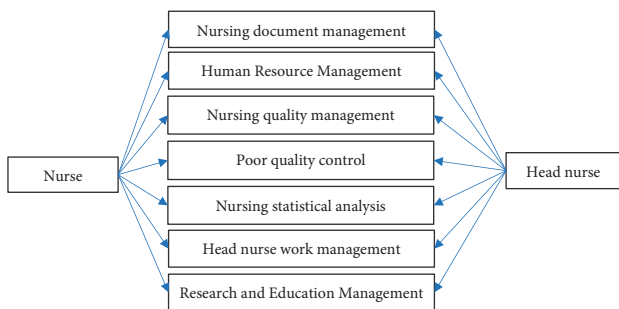 Nursing document management
Human Resource Management
Nursing quality management
Poor quality control
Nurse
Head nurse
Nursing statistical analysis
Head nurse work management
Research and Education Management